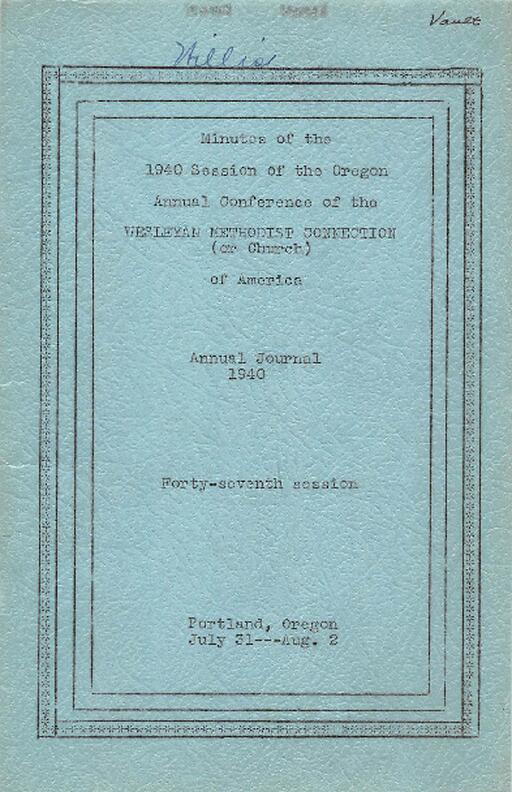 Vault
Willis
Minutes of the
1940 Session of the Oregon
Annual Conference of the
WESLEYAN METHODIST CONNECTION
(or Church)
of America
Annual Journal
1940
Forty-seventh session
Portland, Oregon
July 31---Aug. 2